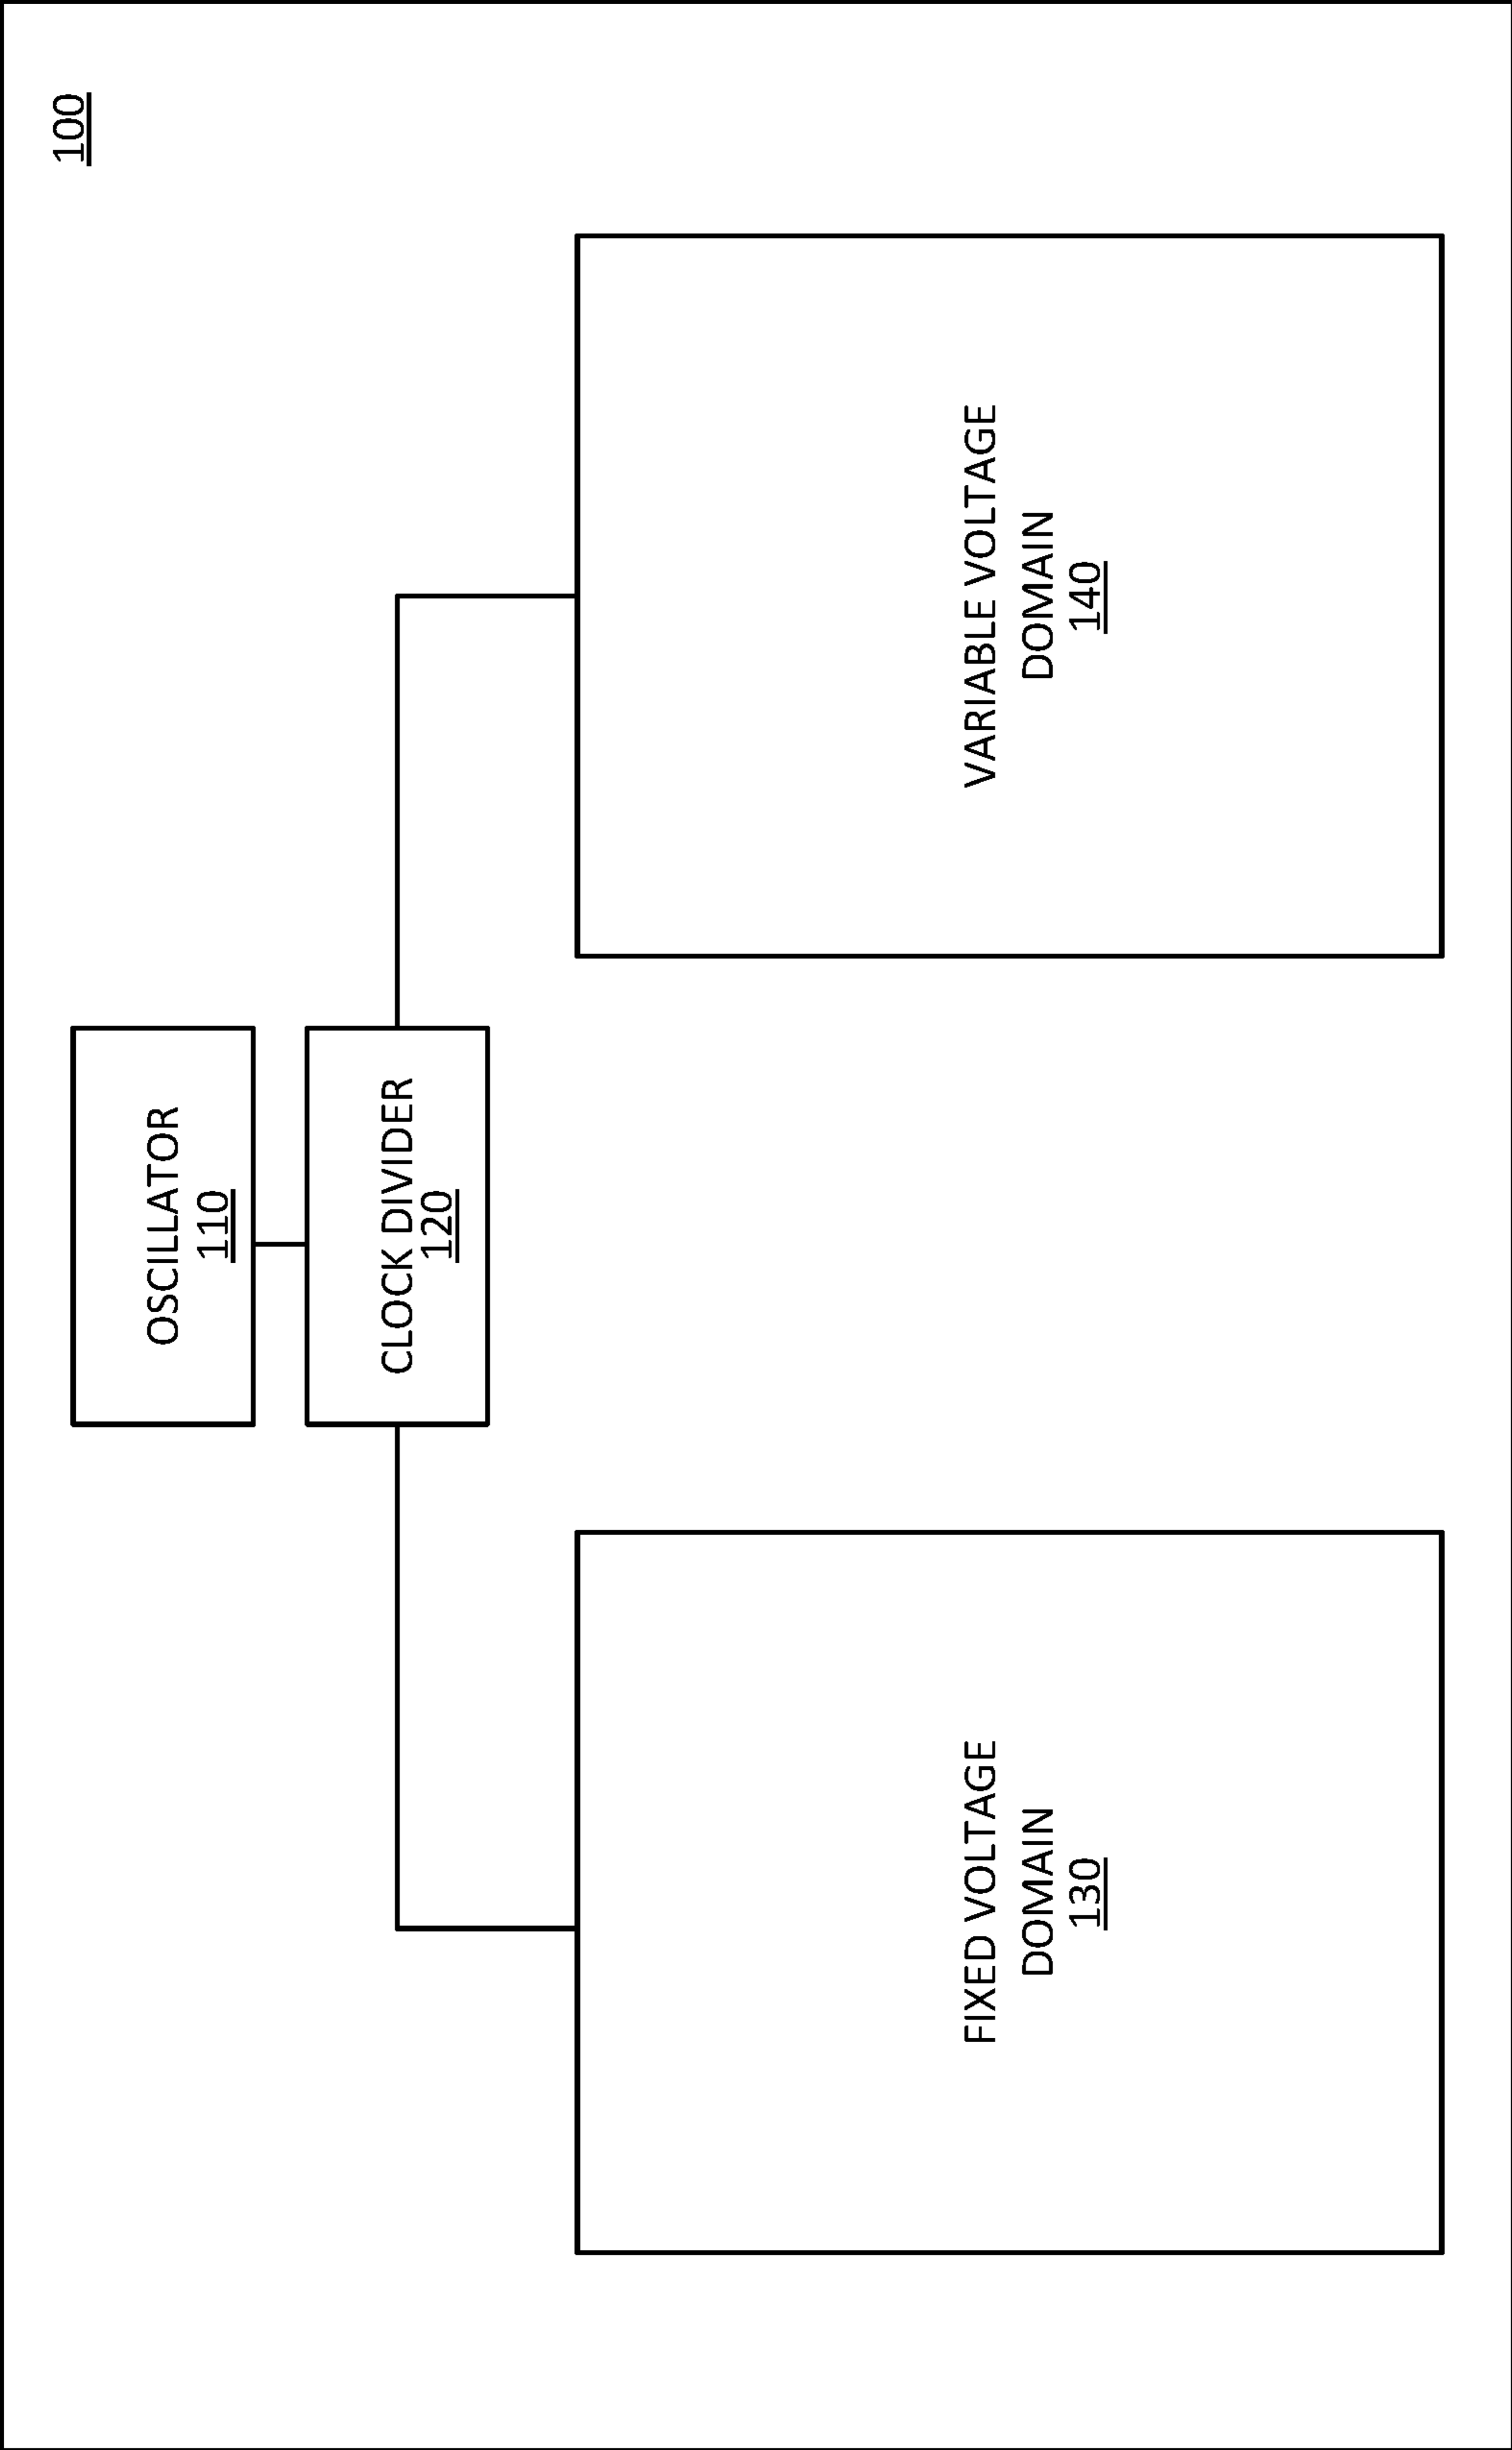 100
OSCILLATOR
110
CLOCK DIVIDER
120
FIXED VOLTAGE
DOMAIN
130
VARIABLE VOLTAGE
DOMAIN
140